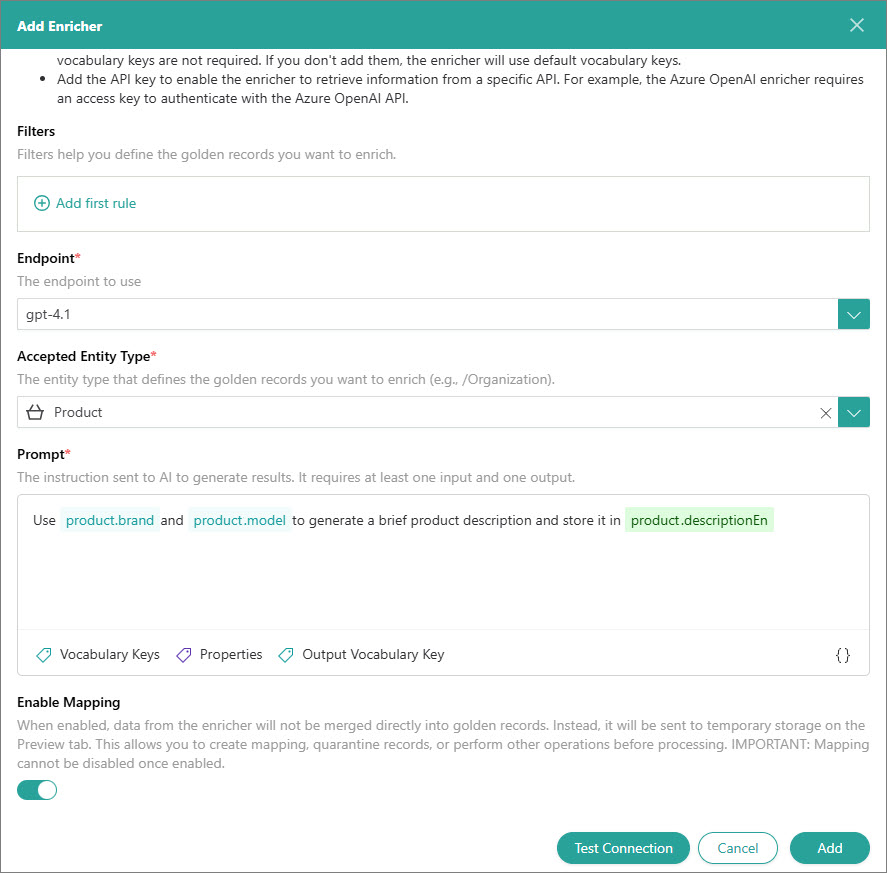 Add Enricher
vocabulary keys are not required. If you don't add them, the enricher will use default vocabulary keys.
• Add the API key to enable the enricher to retrieve information from a specific API. For example, the Azure OpenAI enricher requires
an access key to authenticate with the Azure OpenAI API.
Filters
Filters help you define the golden records you want to enrich.
Add first rule
Endpoint*
The endpoint to use
gpt-4.1
Accepted Entity Type*
The entity type that defines the golden records you want to enrich (e.g., /Organization).
Product
Prompt*
The instruction sent to AI to generate results. It requires at least one input and one output.
Use product.brand and product.model to generate a brief product description and store it in product.descriptionEn
Vocabulary Keys Properties Output Vocabulary Key {}
Enable Mapping
When enabled, data from the enricher will not be merged directly into golden records. Instead, it will be sent to temporary storage on the
Preview tab. This allows you to create mapping, quarantine records, or perform other operations before processing. IMPORTANT: Mapping
cannot be disabled once enabled.
Test Connection Cancel Add